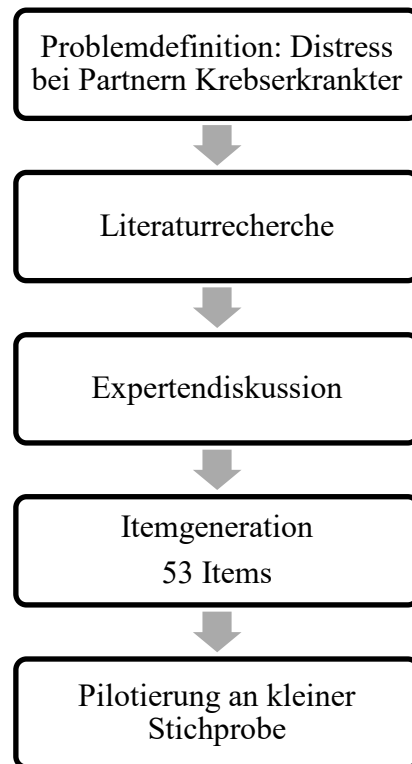 Problemdefinition: Distress
bei Partnern Krebserkrankter
Literaturrecherche
Expertendiskussion
Itemgeneration
53 Items
Pilotierung an kleiner
Stichprobe